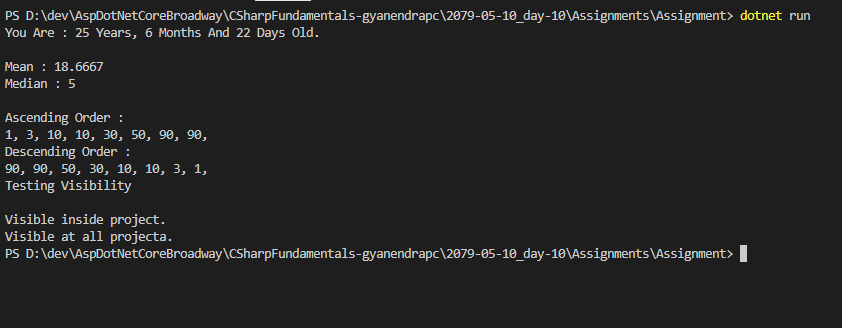 PS D:\dev\AspDotNetCoreBroadway\CSharpFundamentals-gyanendrapc\2079-05-10_day-10\Assignments\Assignment> dotnet run
You Are : 25 Years, 6 Months And 22 Days Old.
Mean : 18.6667
Median : 5
Ascending Order :
1, 3, 10, 10, 30, 50, 90, 90,
Descending Order :
90, 90, 50, 30, 10, 10, 3, 1,
Testing Visibility
Visible inside project.
Visible at all projecta.
PS D:\dev\AspDotNetCoreBroadway\CSharpFundamentals-gyanendrapc\2079-05-10_day-10\Assignments\Assignment>